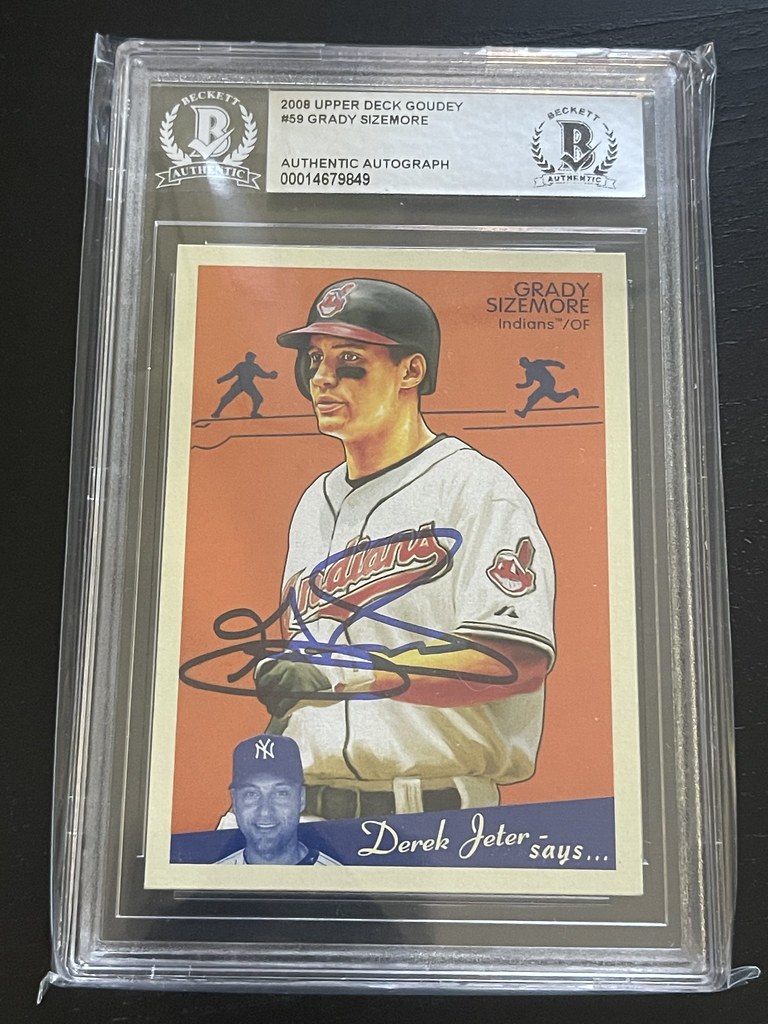 BECKETT
B
AUTHENTIC
2008 UPPER DECK GOUDEY
#59 GRADY SIZEMORE
AUTHENTIC AUTOGRAPH
00014679849
BECKETT
B
AUTHENTIC
GRADY
SIZEMORE
Indians™/OF
Indians
NY
Derek Jeter -
says...